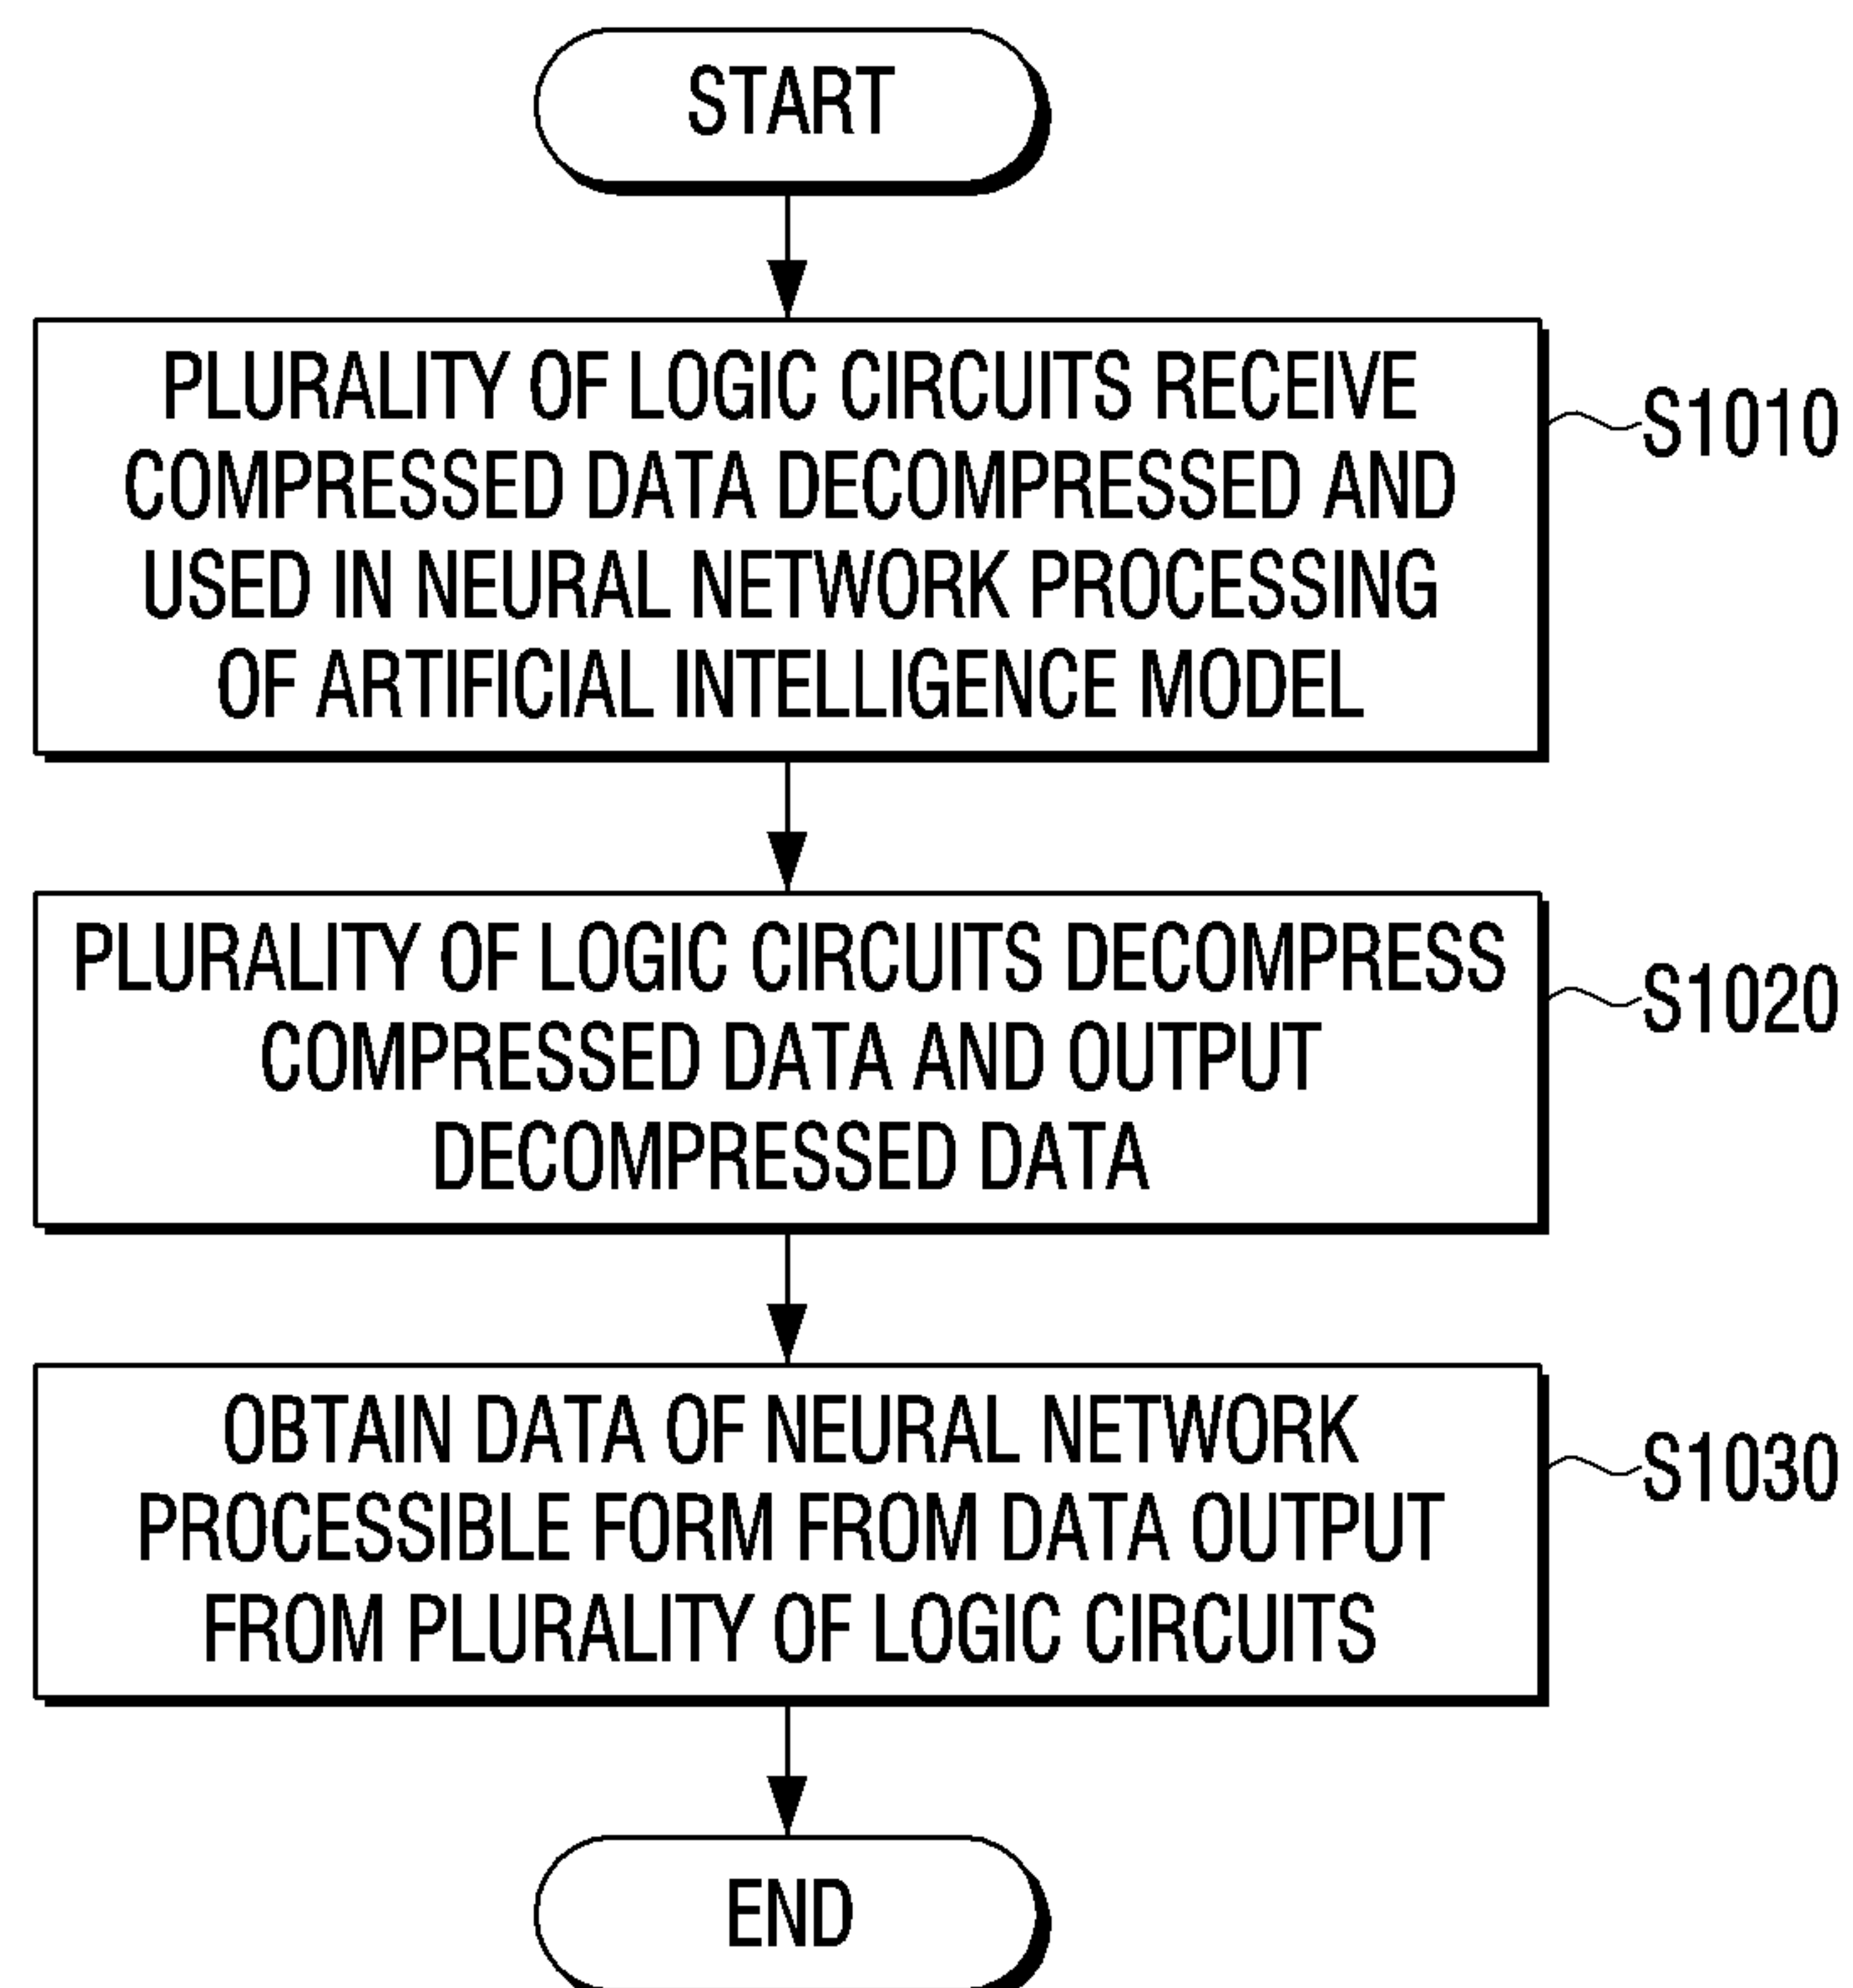 START
PLURALITY OF LOGIC CIRCUITS RECEIVE
COMPRESSED DATA DECOMPRESSED AND
USED IN NEURAL NETWORK PROCESSING
OF ARTIFICIAL INTELLIGENCE MODEL
S1010
PLURALITY OF LOGIC CIRCUITS DECOMPRESS
COMPRESSED DATA AND OUTPUT
DECOMPRESSED DATA
S1020
OBTAIN DATA OF NEURAL NETWORK
PROCESSIBLE FORM FROM DATA OUTPUT
FROM PLURALITY OF LOGIC CIRCUITS
S1030
END